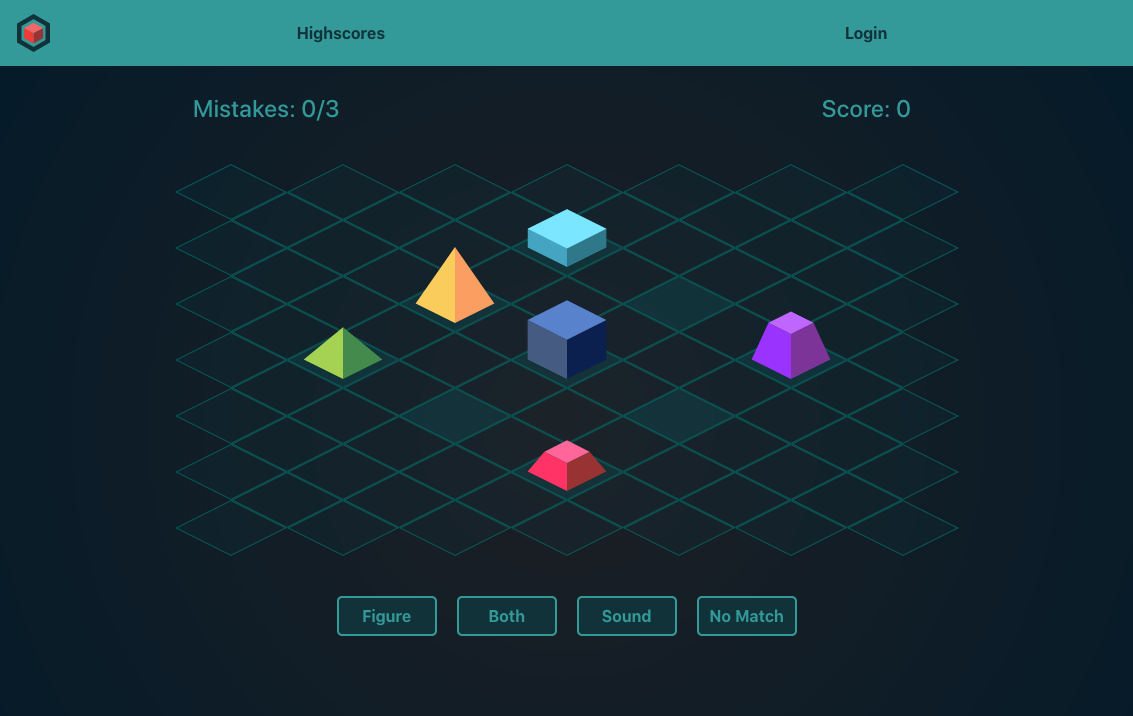 Highscores
Login
Mistakes: 0/3
Score: 0
Figure
Both
Sound
No Match